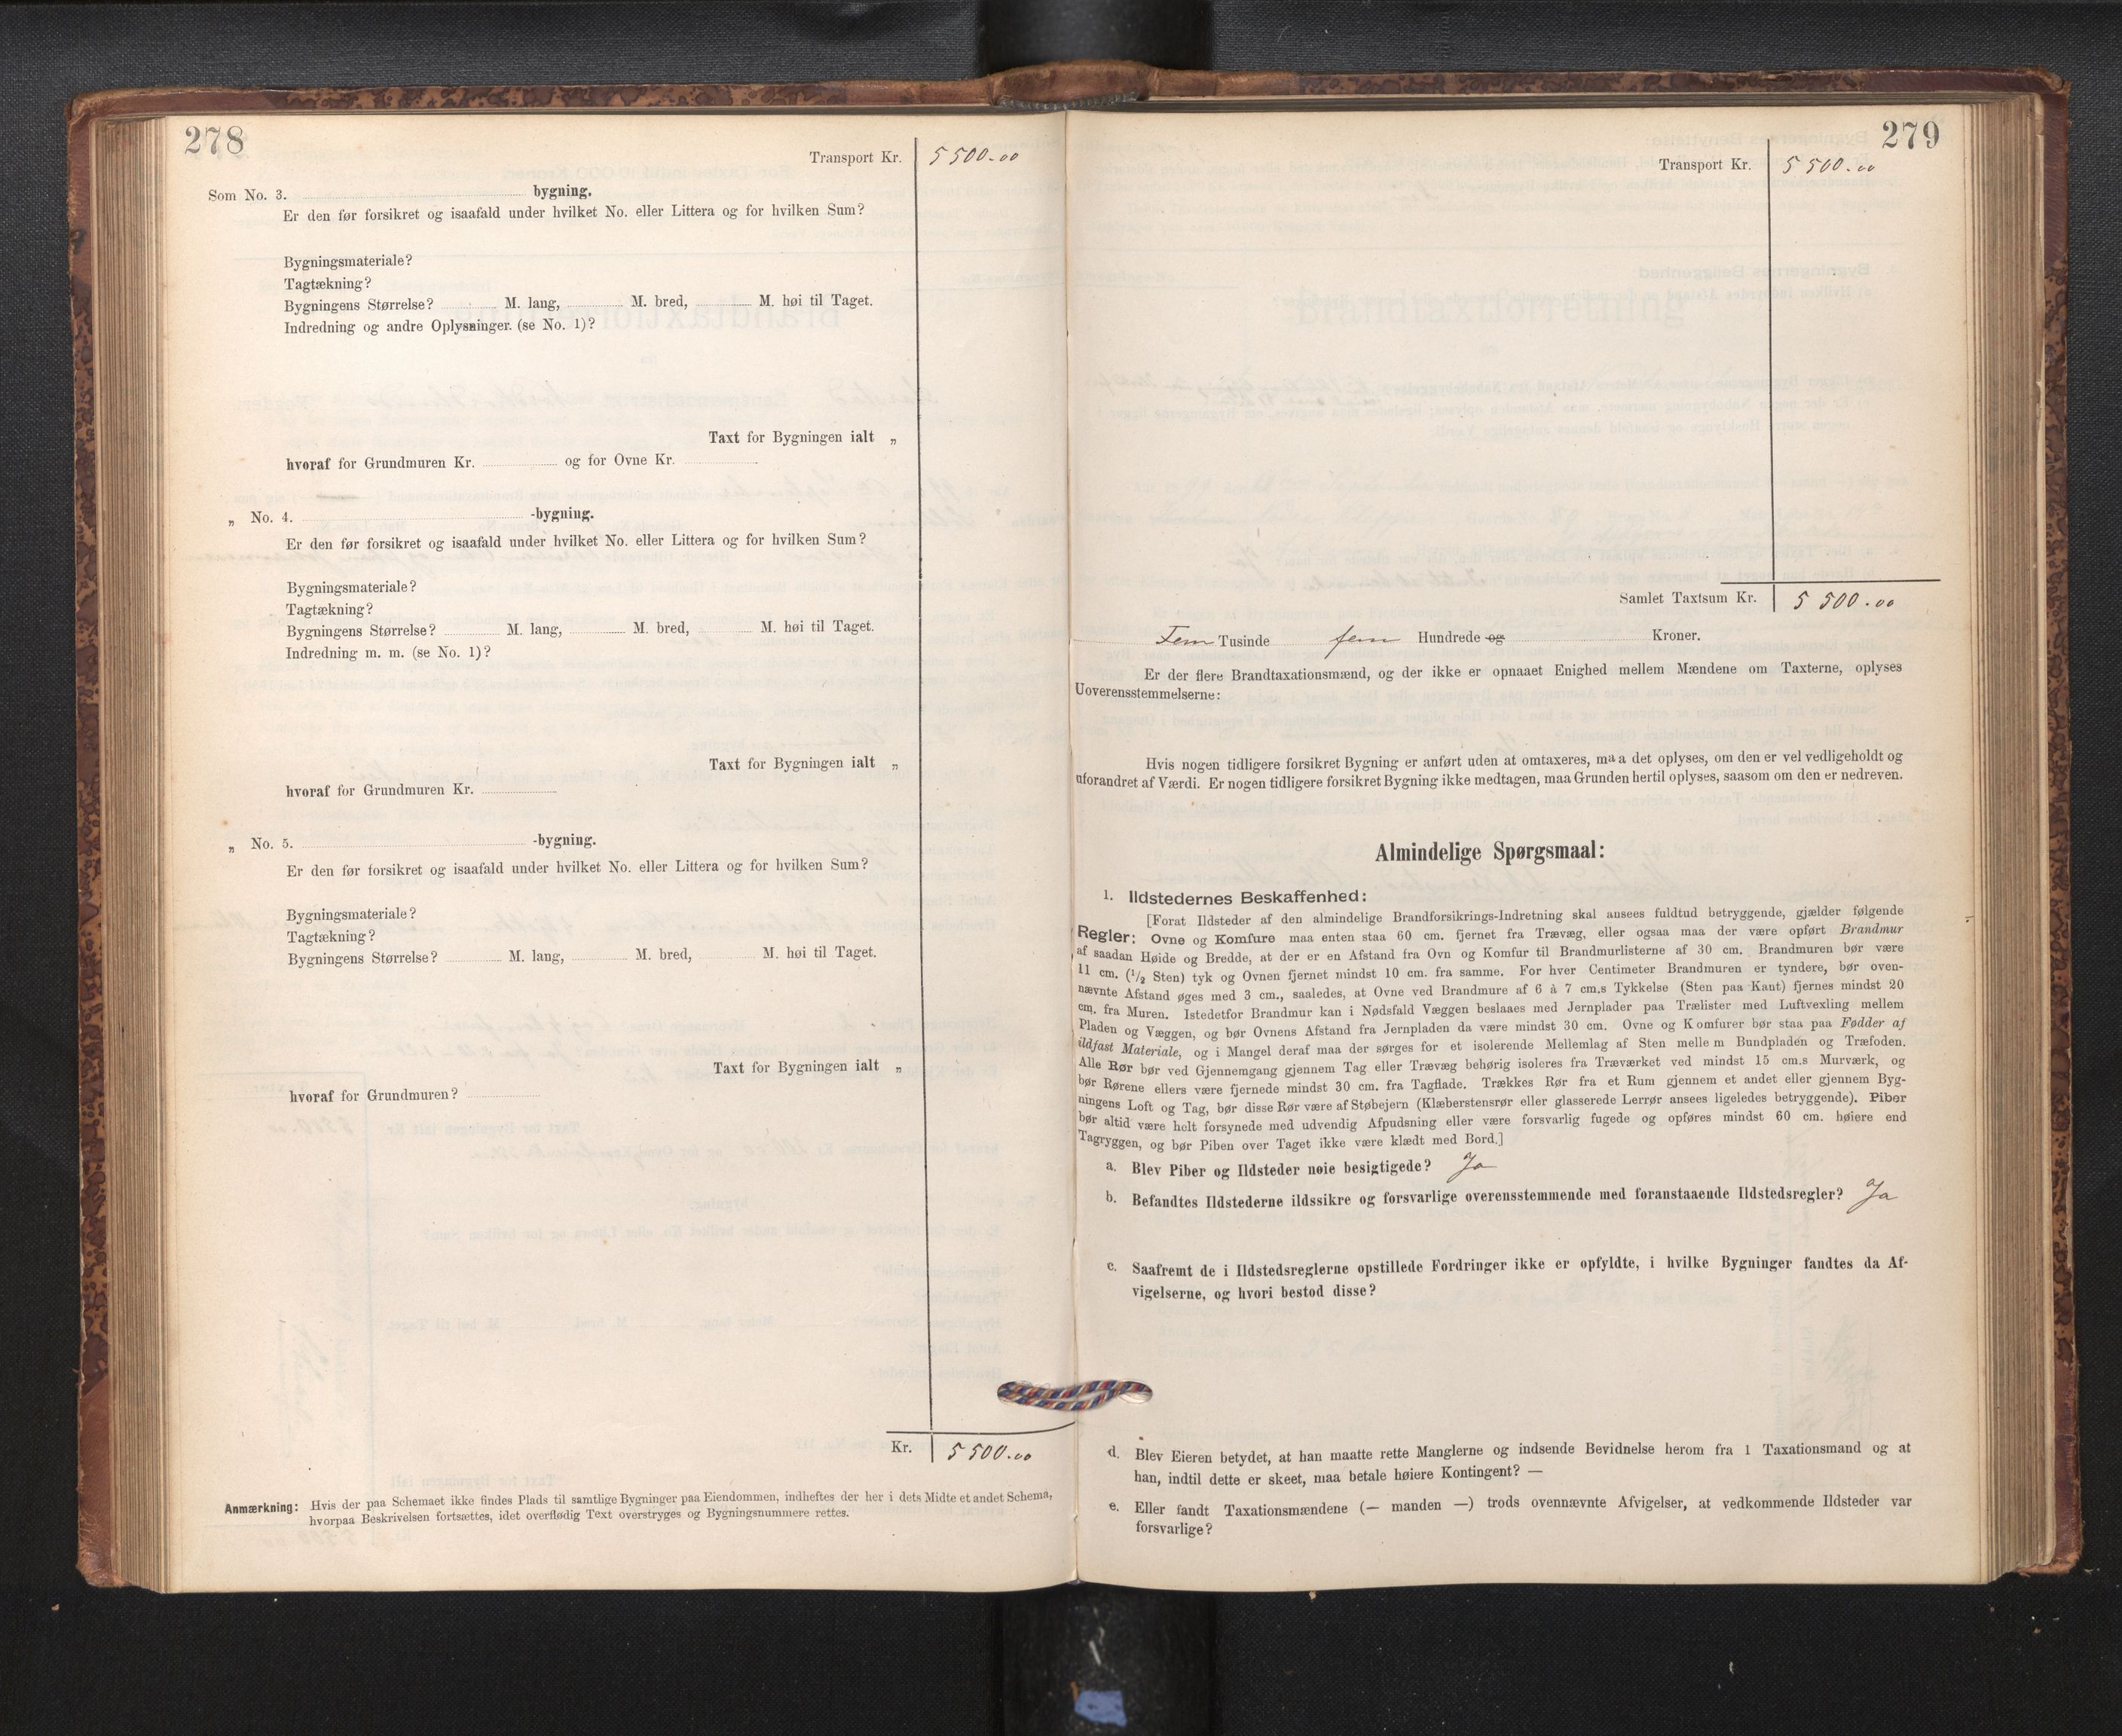 278
Transport Kr. 5 500.00
Som No. 3. bygning.
Er den før forsikret og isaafald under hvilket No. eller Littera og for hvilken Sum?
Bygningsmateriale?
Tagtækning?
Bygningens Størrelse? M. lang, M. bred, M. høi til Taget.
Indredning og andre Oplysninger. (se No. 1)?
Taxt for Bygningen ialt „
hvoraf for Grundmuren Kr. og for Ovne Kr.
„ No. 4. -bygning.
Er den før forsikret og isaafald under hvilket No. eller Littera og for hvilken Sum?
Bygningsmateriale?
Tagtækning?
Bygningens Størrelse? M. lang, M. bred, M. høi til Taget.
Indredning m. m. (se No. 1)?
Taxt for Bygningen ialt „
hvoraf for Grundmuren Kr.
„ No. 5. -bygning.
Er den før forsikret og isaafald under hvilket No. eller Littera og for hvilken Sum?
Bygningsmateriale?
Tagtækning?
Bygningens Størrelse? M. lang, M. bred, M. høi til Taget.
Taxt for Bygningen ialt „
hvoraf for Grundmuren?
Kr. 5 500.00
Anmærkning: Hvis der paa Schemaet ikke findes Plads til samtlige Bygninger paa Eiendommen, indheftes der her i dets Midte et andet Schema,
hvorpaa Beskrivelsen fortsættes, idet overflødig Text overstryges og Bygningsnummere rettes.
279
Transport Kr. 5 500.00
Samlet Taxtsum Kr. 5 500.00
Fem Tusinde fem Hundrede og Kroner.
Er der flere Brandtaxationsmænd, og der ikke er opnaaet Enighed mellem Mændene om Taxterne, oplyses
Uoverensstemmelserne:
Hvis nogen tidligere forsikret Bygning er anført uden at omtaxeres, maa det oplyses, om den er vel vedligeholdt og
uforandret af Værdi. Er nogen tidligere forsikret Bygning ikke medtagen, maa Grunden hertil oplyses, saasom om den er nedreven.
Almindelige Spørgsmaal:
1. Ildstedernes Beskaffenhed:
[Forat Ildsteder af den almindelige Brandforsikrings-Indretning skal ansees fuldtud betryggende, gjælder følgende
Regler: Ovne og Komfure maa enten staa 60 cm. fjernet fra Trævæg, eller ogsaa maa der være opført Brandmur
af saadan Høide og Bredde, at der er en Afstand fra Ovn og Komfur til Brandmurlisterne af 30 cm. Brandmuren bør være
11 cm. (1/2 Sten) tyk og Ovnen fjernet mindst 10 cm. fra samme. For hver Centimeter Brandmuren er tyndere, bør oven-
nævnte Afstand øges med 3 cm., saaledes, at Ovne ved Brandmure af 6 à 7 cm.s Tykkelse (Sten paa Kant) fjernes mindst 20
cm. fra Muren. Istedetfor Brandmur kan i Nødsfald Væggen beslaaes med Jernplader paa Trælister med Luftvexling mellem
Pladen og Væggen, og bør Ovnens Afstand fra Jernpladen da være mindst 30 cm. Ovne og Komfurer bør staa paa Fødder af
ildfast Materiale, og i Mangel deraf maa der sørges for et isolerende Mellemlag af Sten mellem Bundpladen og Træfoden.
Alle Rør bør ved Gjennemgang gjennem Tag eller Trævæg behørig isoleres fra Træværket ved mindst 15 cm.s Murværk, og
bør Rørene ellers være fjernede mindst 30 cm. fra Tagflade. Trækkes Rør fra et Rum gjennem et andet eller gjennem Byg-
ningens Loft og Tag, bør disse Rør være af Støbejern (Klæberstensrør eller glasserede Lerrør ansees ligeledes betryggende). Piber
bør altid være helt forsynede med udvendig Afpudsning eller være forsvarlig fugede og opføres mindst 60 cm. høiere end
Tagryggen, og bør Piben over Taget ikke være klædt med Bord.]
a. Blev Piber og Ildsteder nøie besigtigede? Ja
b. Befandtes Ildstederne ildssikre og forsvarlige overensstemmende med foranstaaende Ildstedsregler? Ja
c. Saafremt de i Ildstedsreglerne opstillede Fordringer ikke er opfyldte, i hvilke Bygninger fandtes da Af-
vigelserne, og hvori bestod disse?
d. Blev Eieren betydet, at han maatte rette Manglerne og indsende Bevidnelse herom fra 1 Taxationsmand og at
han, indtil dette er skeet, maa betale høiere Kontingent? —
e. Eller fandt Taxationsmændene (— manden —) trods ovennævnte Afvigelser, at vedkommende Ildsteder var
forsvarlige?